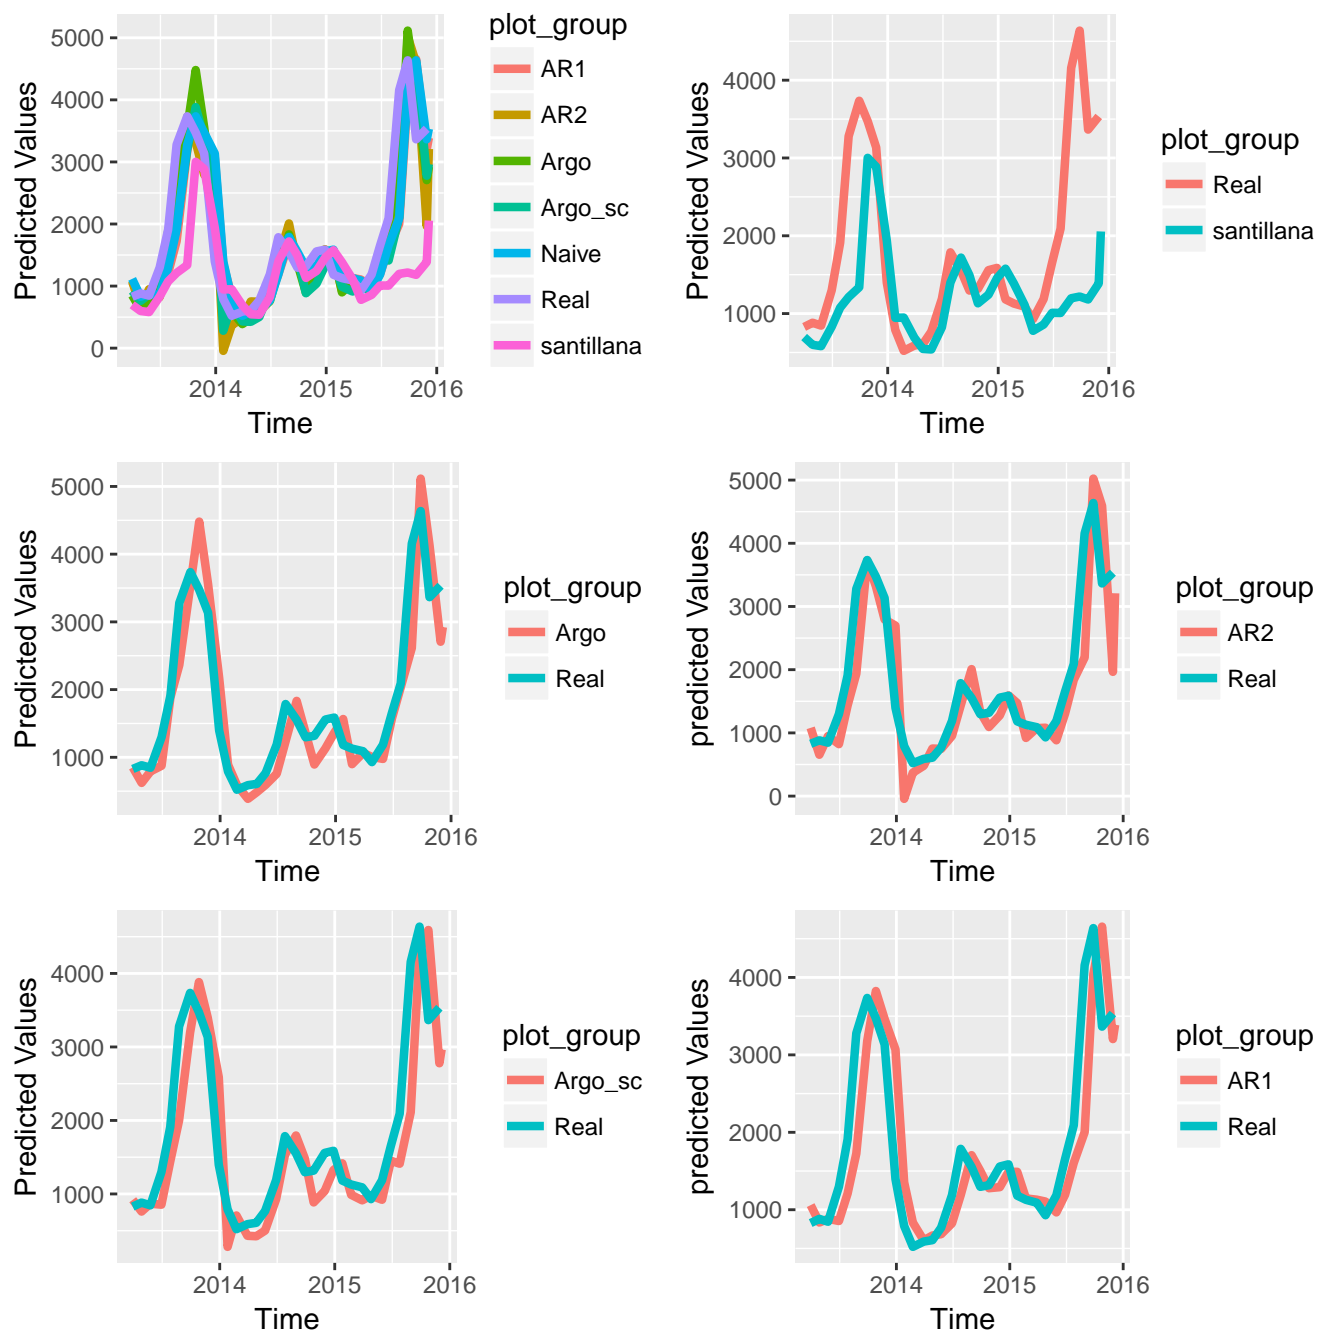 plot_group
AR1
AR2
Argo
Argo_sc
Naive
Real
santillana
Predicted Values
5000
4000
3000
2000
1000
0
2014
2015
2016
Time
plot_group
Real
santillana
Predicted Values
4000
3000
2000
1000
2014
2015
2016
Time
plot_group
Argo
Real
Predicted Values
5000
4000
3000
2000
1000
2014
2015
2016
Time
plot_group
AR2
Real
predicted Values
5000
4000
3000
2000
1000
0
2014
2015
2016
Time
plot_group
Argo_sc
Real
Predicted Values
4000
3000
2000
1000
2014
2015
2016
Time
plot_group
AR1
Real
predicted Values
4000
3000
2000
1000
2014
2015
2016
Time